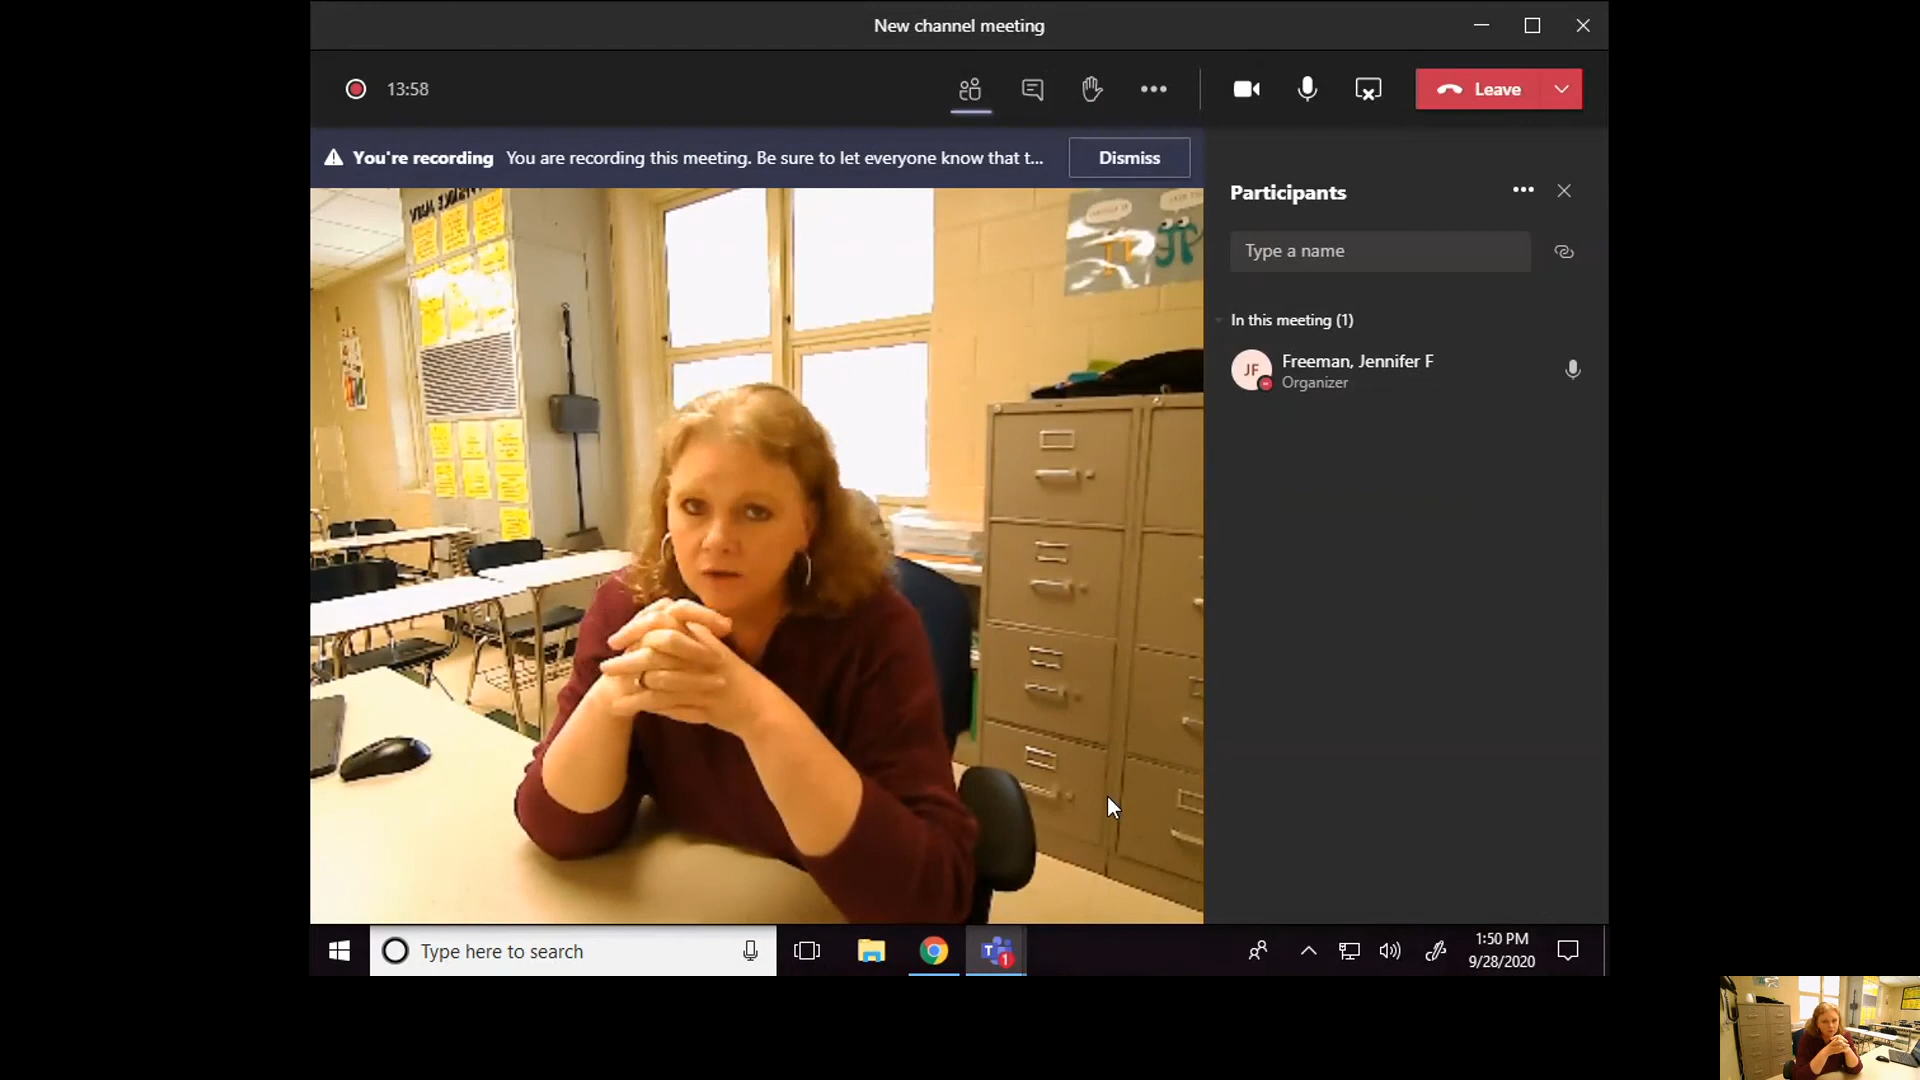 New channel meeting
13:58
Leave
You're recording You are recording this meeting. Be sure to let everyone know that t...
Dismiss
Participants
Type a name
In this meeting (1)
JF
Freeman, Jennifer F
Organizer
Type here to search
1
1:50 PM
9/28/2020